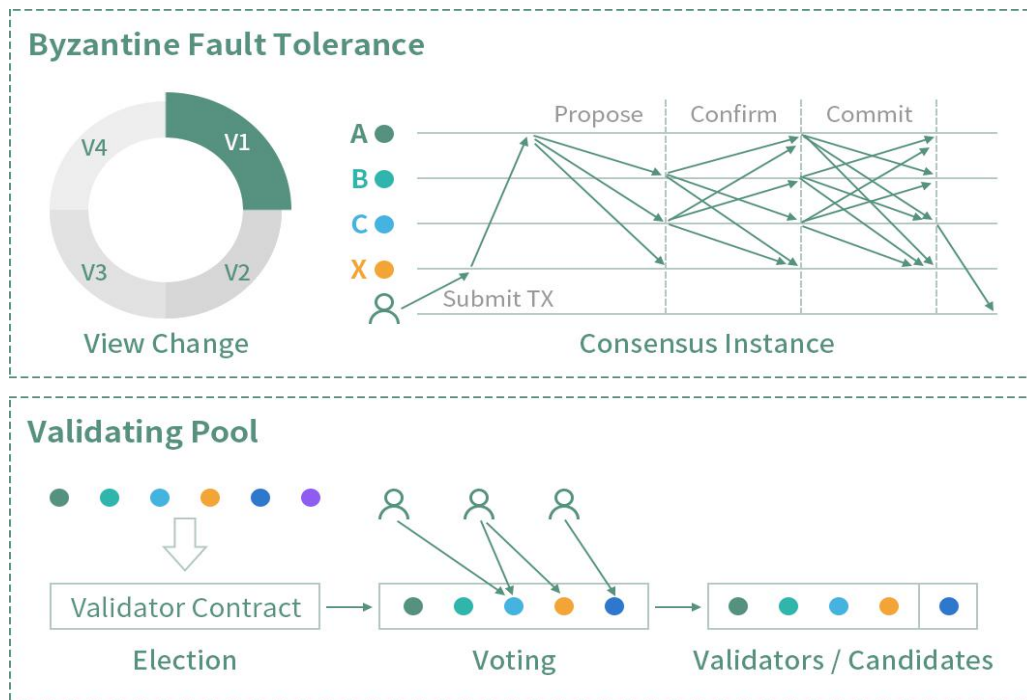 Byzantine Fault Tolerance
V4
V1
V3
V2
View Change
Propose
Confirm
Commit
A
B
C
X
Submit TX
Consensus Instance
Validating Pool
Validator Contract
Election
Voting
Validators / Candidates